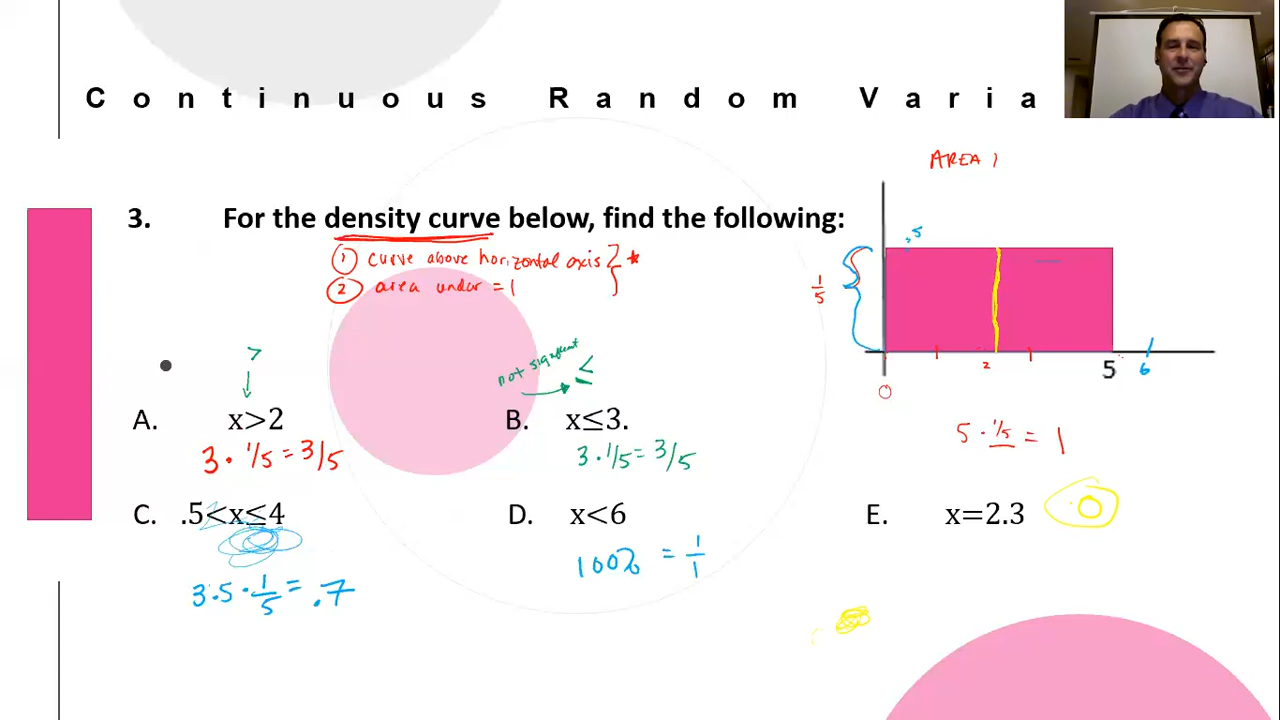 Continuous Random Varia
AREA 1
3. For the density curve below, find the following:
① curve above horizontal axis
② area under = 1
.5
1/5
0
2
5
6
5 · 1/5 = 1
>
not significant
<
≤
A. x>2
3 · 1/5 = 3/5
B. x≤3.
3 · 1/5 = 3/5
C. .5<x≤4
3.5 · 1/5 = .7
D. x<6
100% = 1/1
E. x=2.3
0